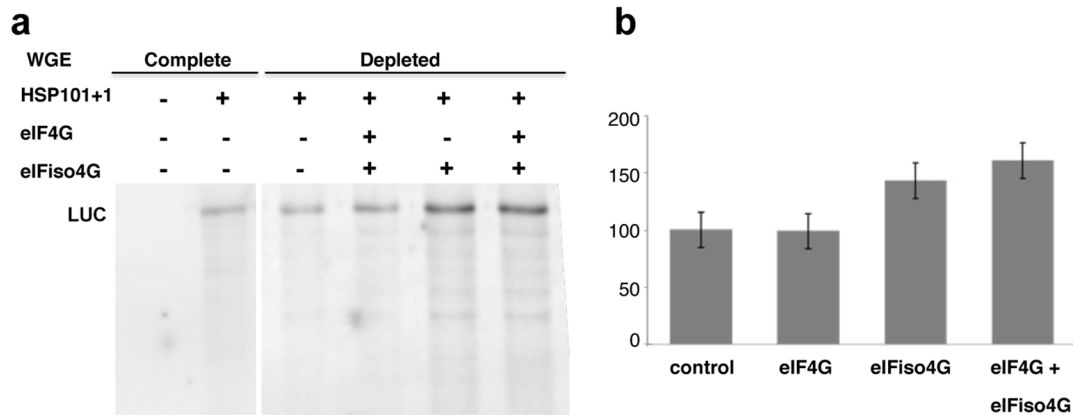 a
WGE Complete Depleted
HSP101+1 - + + + + +
eIF4G - - - + - +
eIFiso4G - - - + + +
LUC
b
200
150
100
50
0
control eIF4G eIFiso4G eIF4G +
eIFiso4G